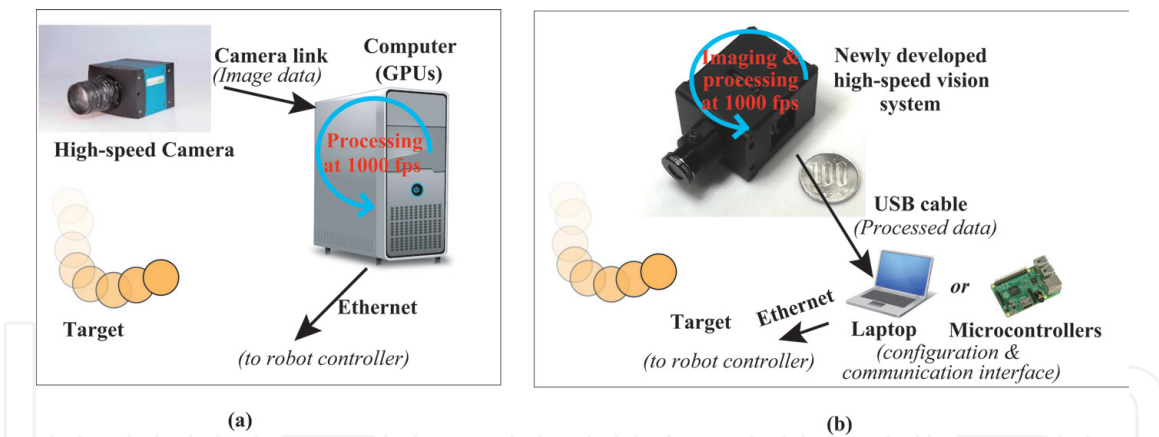 Camera link
(Image data)
Computer
(GPUs)
High-speed Camera
Processing
at 1000 fps
Target
Ethernet
(to robot controller)
(a)
Imaging &
processing
at 1000 fps
Newly developed
high-speed vision
system
100
USB cable
(Processed data)
or
Ethernet
Target
Laptop
Microcontrollers
(to robot controller)
(configuration &
communication interface)
(b)